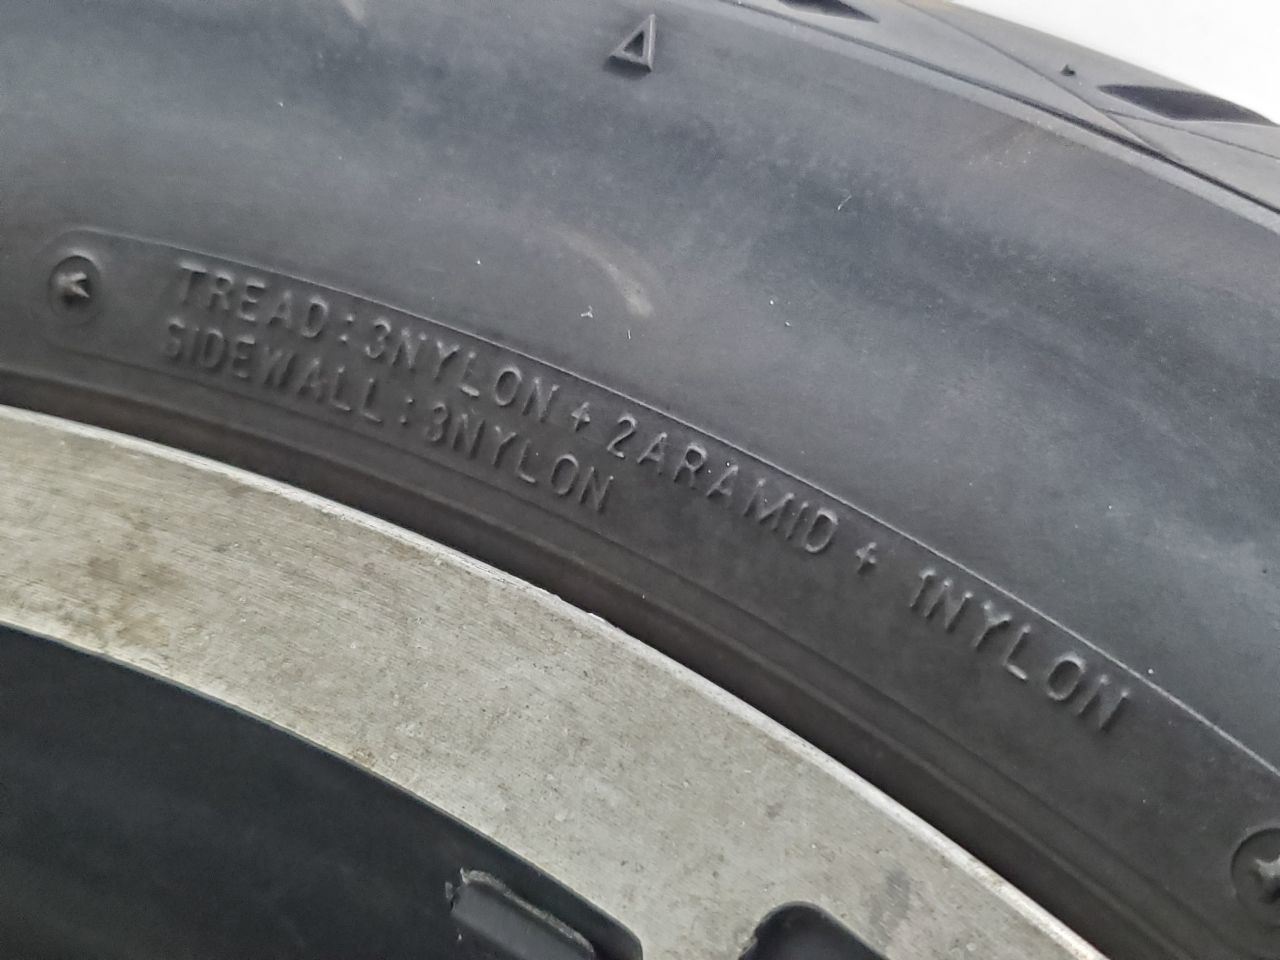 TREAD : 3NYLON + 2ARAMID + 1NYLON
SIDEWALL : 3NYLON